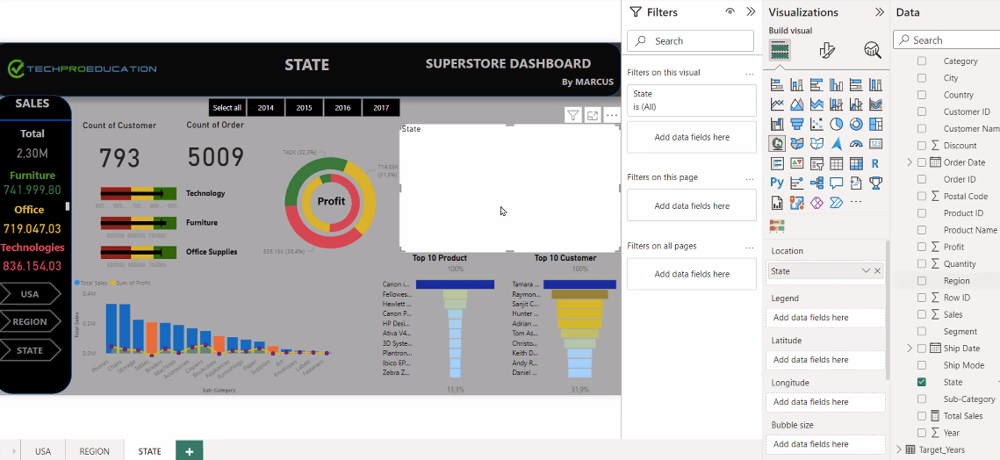 TECHPROEDUCATION
STATE
SUPERSTORE DASHBOARD
By MARCUS
SALES
Total
2.30M
Furniture
741.999,80
Office
719.047,03
Technologies
836.154,03
USA
REGION
STATE
Select all 2014 2015 2016 2017
Count of Customer
793
Count of Order
5009
Technology
Furniture
500000 900000 700000
Office Supplies
742K (32.3%)
719.05K
(31.3%)
Profit
836.15K (36.4%)
State
Total Sales Sum of Profit
Total Sales
0.4M
0.2M
0.0M
Phones
Chairs
Storage
Tables
Binders
Machines
Accessories
Copiers
Bookcases
Appliances
Furnishings
Paper
Supplies
Art
Envelopes
Labels
Fasteners
Sub-Category
Top 10 Product
100%
Canon i...
Fellowes...
Hewlett ...
Canon P...
HP Desi...
Ativa V4...
3D Syste...
Plantron...
Ibico EP...
Zebra Z...
13,3%
Top 10 Customer
100%
Tamara ...
Raymon...
Sanjit C...
Hunter ...
Adrian ...
Tom As...
Christo...
Keith D...
Andy R...
Daniel ...
31,9%
USA REGION STATE +
Filters
Search
Filters on this visual ...
State
is (All)
Add data fields here
Filters on this page ...
Add data fields here
Filters on all pages ...
Add data fields here
Visualizations
Build visual
123
R
Py
...
Location
State
Legend
Add data fields here
Latitude
Add data fields here
Longitude
Add data fields here
Bubble size
Add data fields here
Data
Search
Category
City
Country
Customer ID
Customer Nam
Discount
Order Date
Order ID
Postal Code
Product ID
Product Name
Profit
Quantity
Region
Row ID
Sales
Segment
Ship Date
Ship Mode
State
Sub-Category
Total Sales
Year
Target_Years